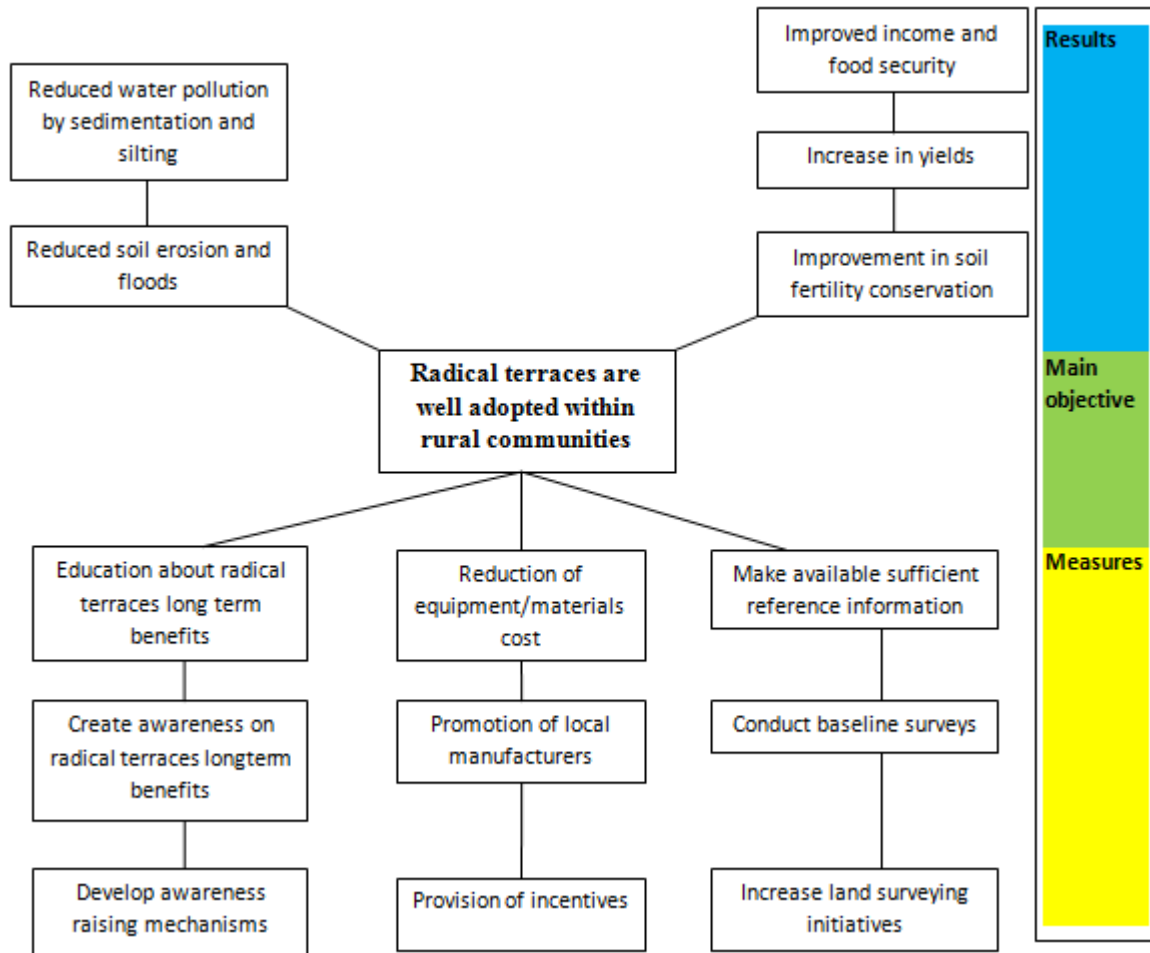 Improved income and
food security
Results
Reduced water pollution
by sedimentation and
silting
Increase in yields
Reduced soil erosion and
floods
Improvement in soil
fertility conservation
Radical terraces are
well adopted within
rural communities
Main
objective
Education about radical
terraces long term
benefits
Reduction of
equipment/materials
cost
Make available sufficient
reference information
Measures
Create awareness on
radical terraces longterm
benefits
Promotion of local
manufacturers
Conduct baseline surveys
Develop awareness
raising mechanisms
Provision of incentives
Increase land surveying
initiatives